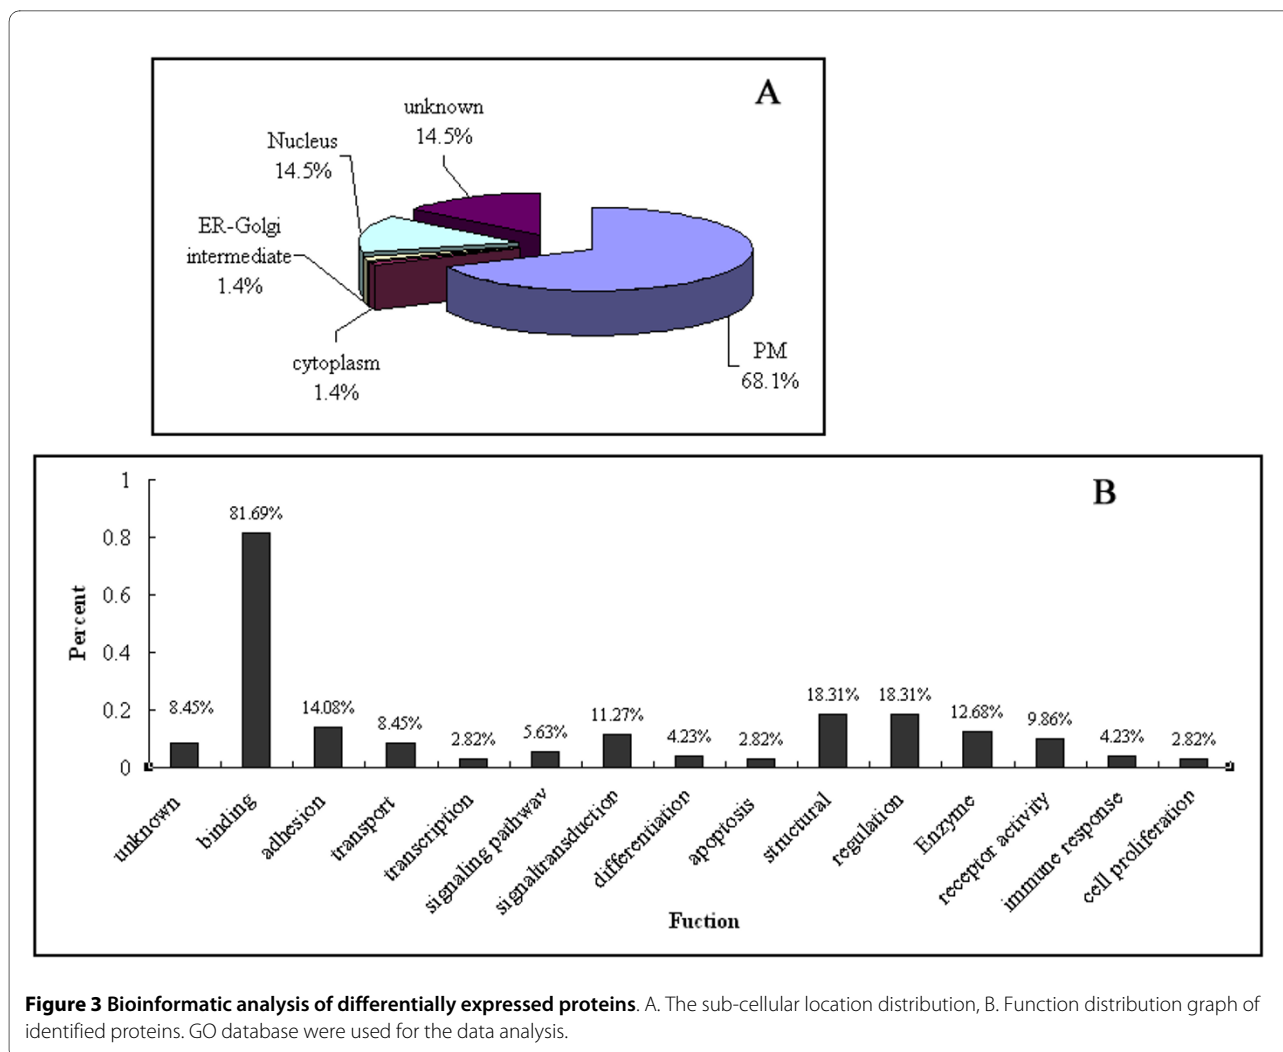 A
unknown
14.5%
Nucleus
14.5%
ER-Golgi
intermediate
1.4%
cytoplasm
1.4%
PM
68.1%
B
Percent
1
0.8
0.6
0.4
0.2
0
8.45%
81.69%
14.08%
8.45%
2.82%
5.63%
11.27%
4.23%
2.82%
18.31%
18.31%
12.68%
9.86%
4.23%
2.82%
unknown
binding
adhesion
transport
transcription
signaling pathway
signaltransduction
differentiation
apoptosis
structural
regulation
Enzyme
receptor activity
immune response
cell proliferation
Fuction
Figure 3 Bioinformatic analysis of differentially expressed proteins. A. The sub-cellular location distribution, B. Function distribution graph of
identified proteins. GO database were used for the data analysis.